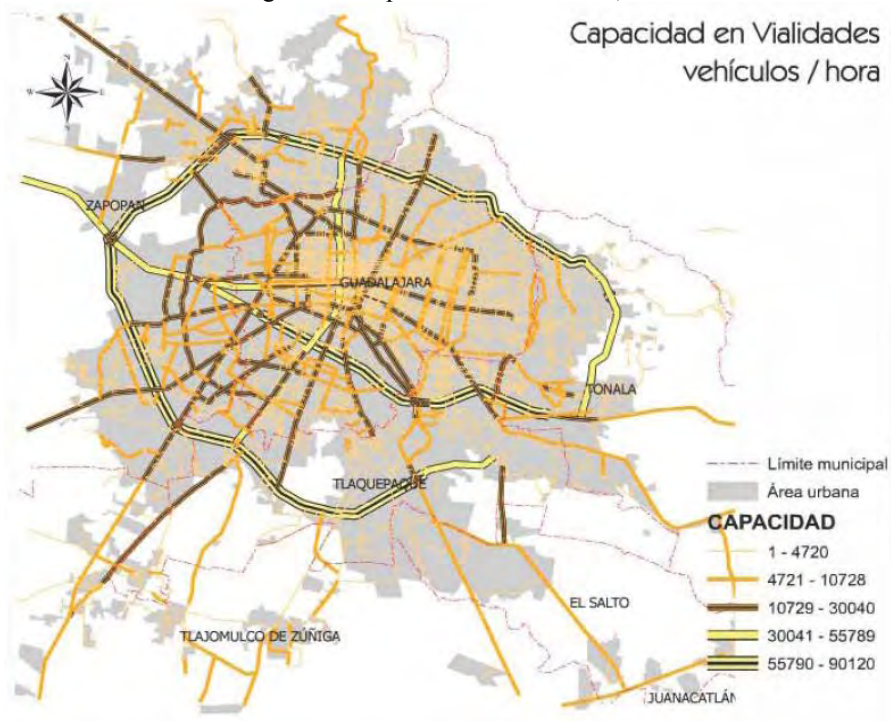 Capacidad en Vialidades
vehículos / hora
N
W
E
S
ZAPOPAN
GUADALAJARA
TONALA
TLAQUEPAQUE
EL SALTO
TLAJOMULCO DE ZÚÑIGA
JUANACATLÁN
Límite municipal
Área urbana
CAPACIDAD
1 - 4720
4721 - 10728
10729 - 30040
30041 - 55789
55790 - 90120